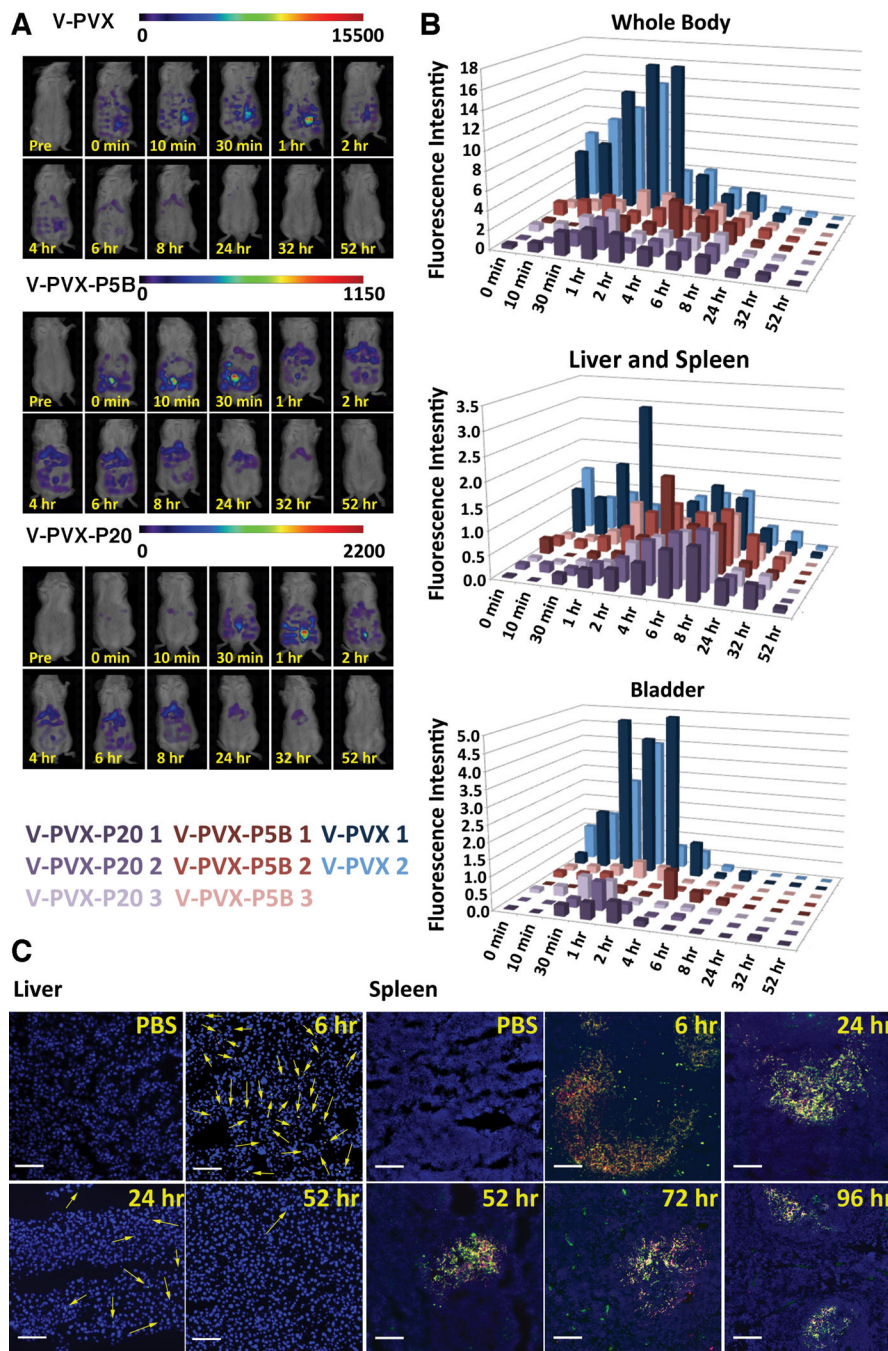 A
V-PVX
0 15500
Pre 0 min 10 min 30 min 1 hr 2 hr
4 hr 6 hr 8 hr 24 hr 32 hr 52 hr
V-PVX-P5B
0 1150
Pre 0 min 10 min 30 min 1 hr 2 hr
4 hr 6 hr 8 hr 24 hr 32 hr 52 hr
V-PVX-P20
0 2200
Pre 0 min 10 min 30 min 1 hr 2 hr
4 hr 6 hr 8 hr 24 hr 32 hr 52 hr
V-PVX-P20 1 V-PVX-P5B 1 V-PVX 1
V-PVX-P20 2 V-PVX-P5B 2 V-PVX 2
V-PVX-P20 3 V-PVX-P5B 3
B
Whole Body
Fluorescence Intesntiy
18
16
14
12
10
8
6
4
2
0
0 min 10 min 30 min 1 hr 2 hr 4 hr 6 hr 8 hr 24 hr 32 hr 52 hr
Liver and Spleen
Fluorescence Intesntiy
3.5
3.0
2.5
2.0
1.5
1.0
0.5
0.0
0 min 10 min 30 min 1 hr 2 hr 4 hr 6 hr 8 hr 24 hr 32 hr 52 hr
Bladder
Fluorescence Intesntiy
5.0
4.5
4.0
3.5
3.0
2.5
2.0
1.5
1.0
0.5
0.0
0 min 10 min 30 min 1 hr 2 hr 4 hr 6 hr 8 hr 24 hr 32 hr 52 hr
C
Liver Spleen
PBS 6 hr PBS 6 hr 24 hr
24 hr 52 hr 52 hr 72 hr 96 hr